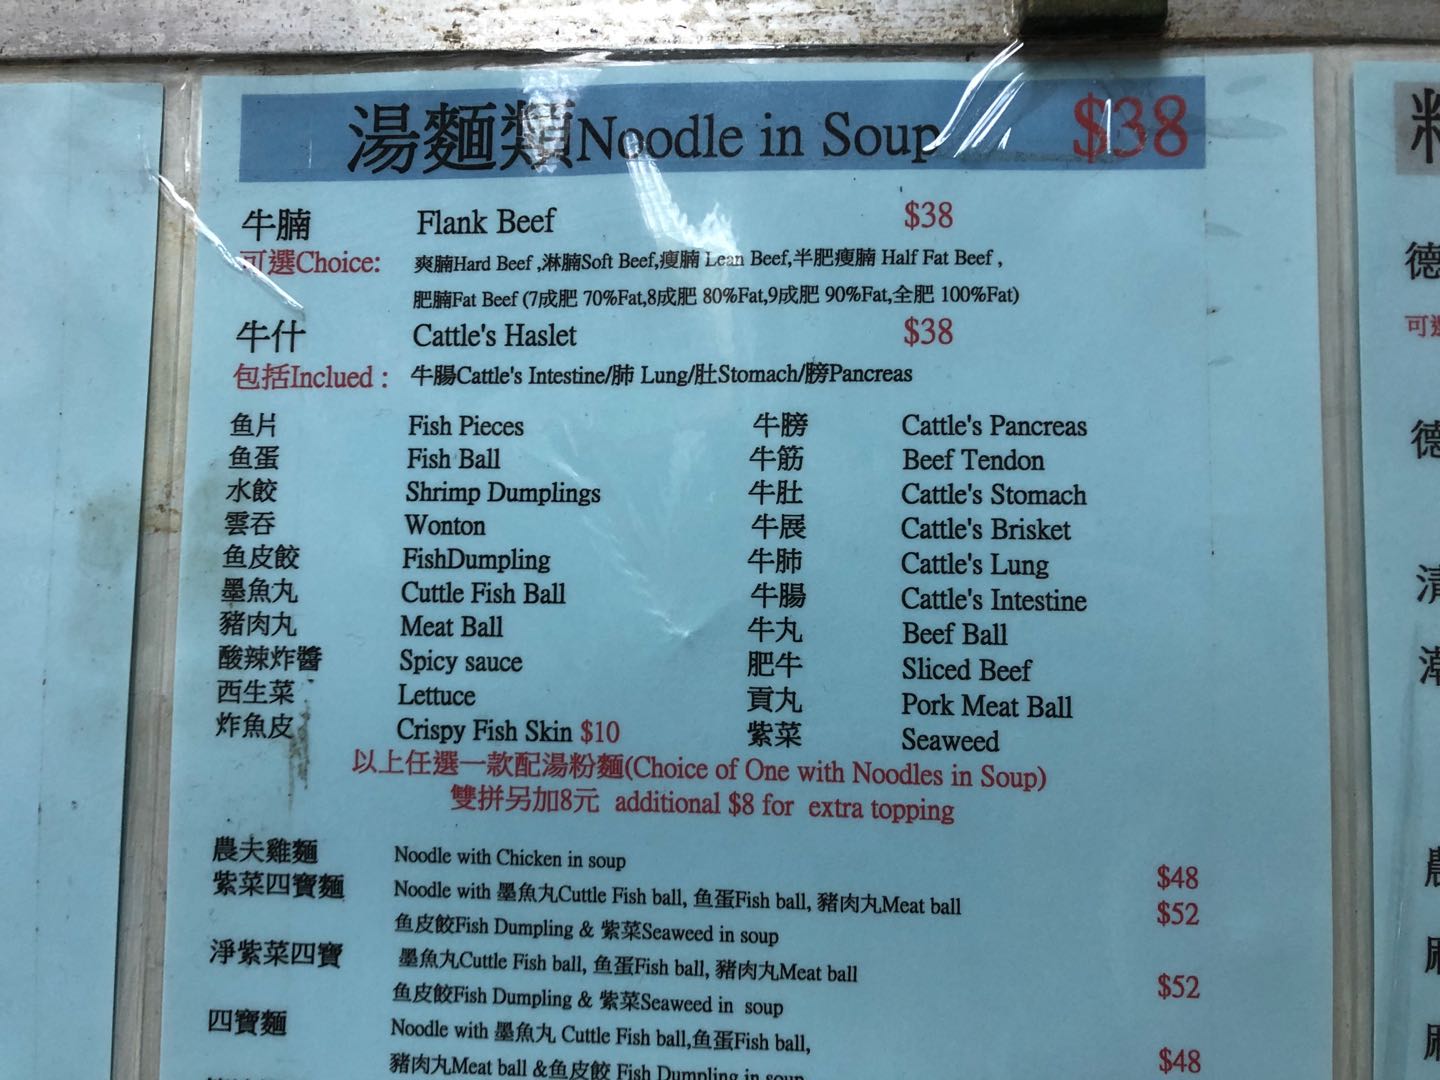 湯麵類Noodle in Soup $38
牛腩 Flank Beef $38
可選Choice: 爽腩Hard Beef ,淋腩Soft Beef,瘦腩 Lean Beef,半肥瘦腩 Half Fat Beef ,
肥腩Fat Beef (7成肥 70%Fat,8成肥 80%Fat,9成肥 90%Fat,全肥 100%Fat)
牛什 Cattle's Haslet $38
包括Inclued : 牛腸Cattle's Intestine/肺 Lung/肚Stomach/膀Pancreas
鱼片 Fish Pieces 牛膀 Cattle's Pancreas
鱼蛋 Fish Ball 牛筋 Beef Tendon
水餃 Shrimp Dumplings 牛肚 Cattle's Stomach
雲吞 Wonton 牛展 Cattle's Brisket
鱼皮餃 FishDumpling 牛肺 Cattle's Lung
墨魚丸 Cuttle Fish Ball 牛腸 Cattle's Intestine
豬肉丸 Meat Ball 牛丸 Beef Ball
酸辣炸醬 Spicy sauce 肥牛 Sliced Beef
西生菜 Lettuce 貢丸 Pork Meat Ball
炸魚皮 Crispy Fish Skin $10 紫菜 Seaweed
以上任選一款配湯粉麵(Choice of One with Noodles in Soup)
雙拼另加8元 additional $8 for extra topping
農夫雞麵 Noodle with Chicken in soup $48
紫菜四寶麵 Noodle with 墨魚丸Cuttle Fish ball, 鱼蛋Fish ball, 豬肉丸Meat ball $52
鱼皮餃Fish Dumpling & 紫菜Seaweed in soup
淨紫菜四寶 墨魚丸Cuttle Fish ball, 鱼蛋Fish ball, 豬肉丸Meat ball $52
鱼皮餃Fish Dumpling & 紫菜Seaweed in soup
四寶麵 Noodle with 墨魚丸 Cuttle Fish ball,鱼蛋Fish ball, $48
豬肉丸Meat ball &鱼皮餃 Fish Dumpling in soup
德
可選
德
清